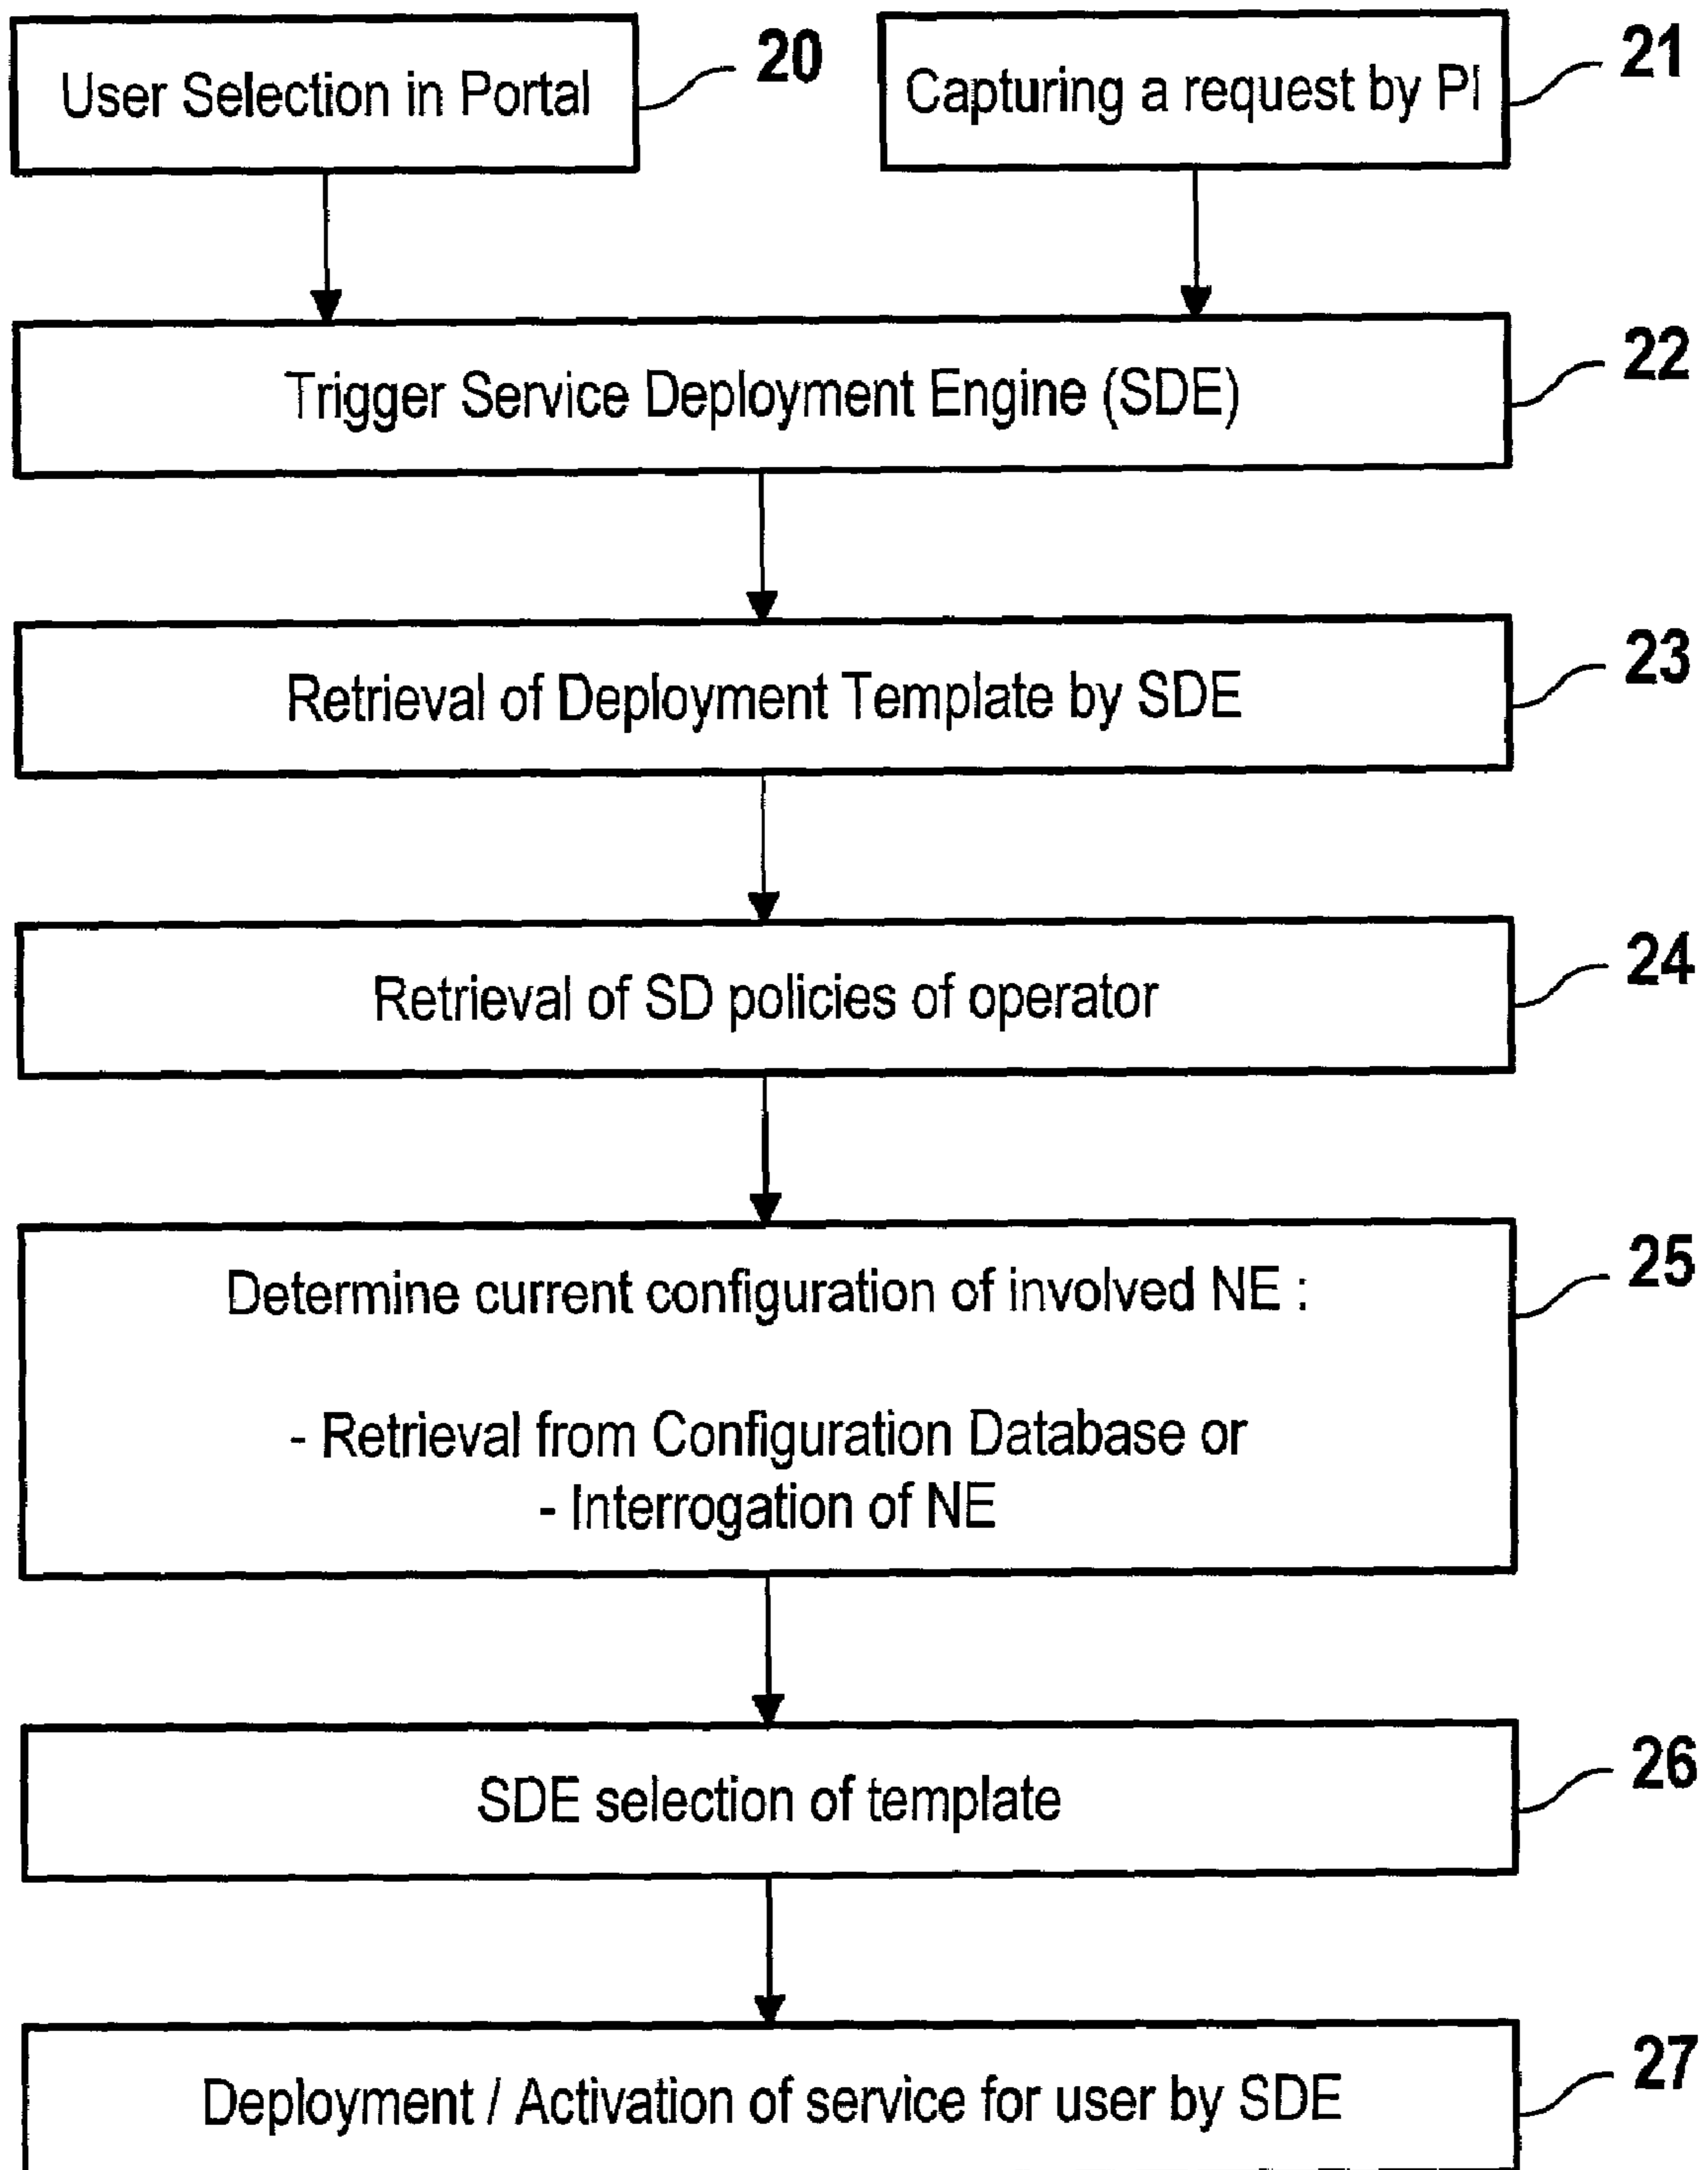 User Selection in Portal
20
Capturing a request by PI
21
Trigger Service Deployment Engine (SDE)
22
Retrieval of Deployment Template by SDE
23
Retrieval of SD policies of operator
24
Determine current configuration of involved NE :
25
- Retrieval from Configuration Database or
- Interrogation of NE
SDE selection of template
26
Deployment / Activation of service for user by SDE
27